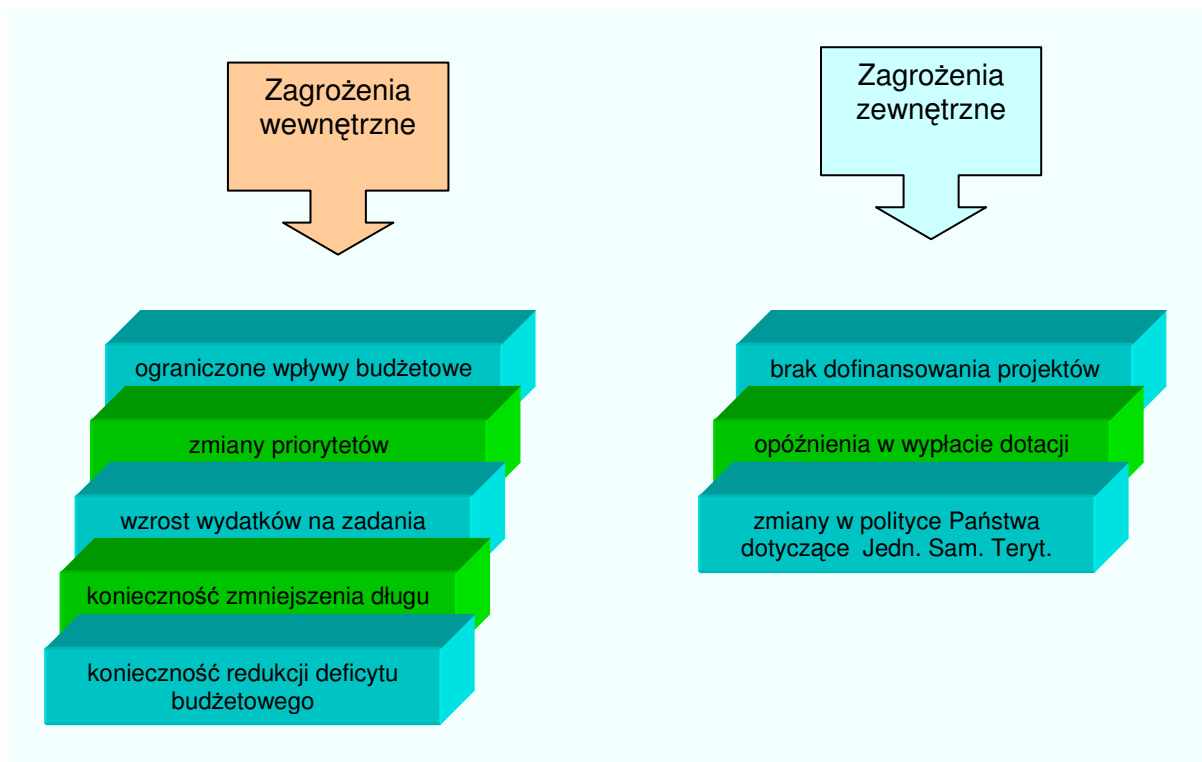 Zagrożenia
wewnętrzne
ograniczone wpływy budżetowe
zmiany priorytetów
wzrost wydatków na zadania
konieczność zmniejszenia długu
konieczność redukcji deficytu
budżetowego
Zagrożenia
zewnętrzne
brak dofinansowania projektów
opóźnienia w wypłacie dotacji
zmiany w polityce Państwa
dotyczące  Jedn. Sam. Teryt.